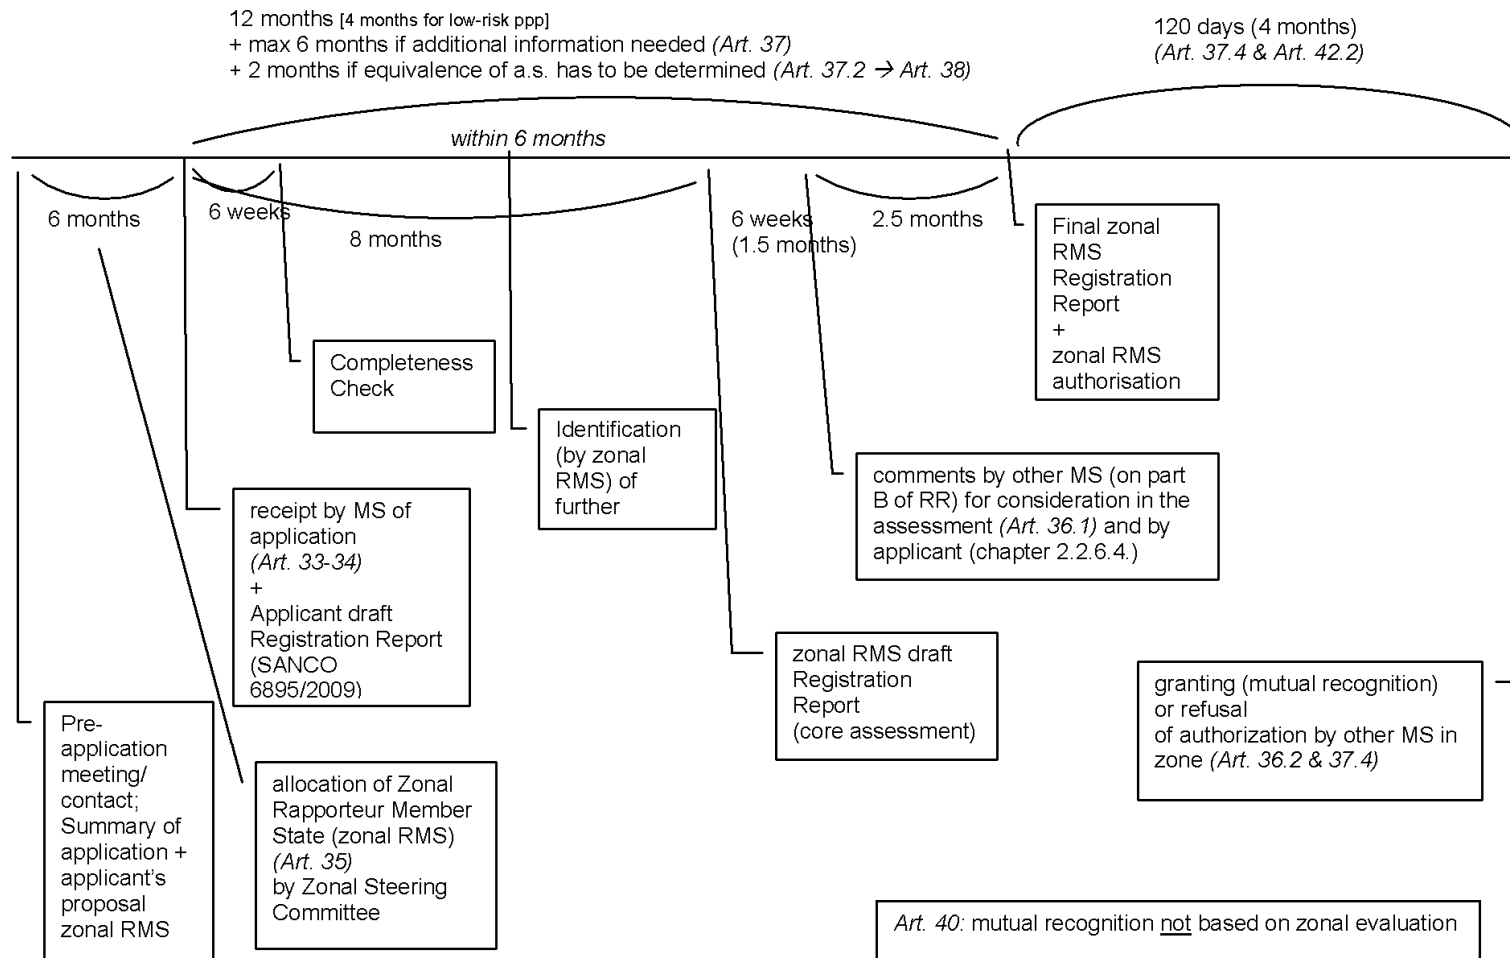 12 months [4 months for low-risk ppp]
+ max 6 months if additional information needed (Art. 37)
+ 2 months if equivalence of a.s. has to be determined (Art. 37.2 → Art. 38)
120 days (4 months)
(Art. 37.4 & Art. 42.2)
within 6 months
6 months
6 weeks
8 months
6 weeks
(1.5 months)
2.5 months
Final zonal
RMS
Registration
Report
+
zonal RMS
authorisation
Completeness
Check
Identification
(by zonal
RMS) of
further
comments by other MS (on part
B of RR) for consideration in the
assessment (Art. 36.1) and by
applicant (chapter 2.2.6.4.)
receipt by MS of
application
(Art. 33-34)
+
Applicant draft
Registration Report
(SANCO
6895/2009)
zonal RMS draft
Registration
Report
(core assessment)
granting (mutual recognition)
or refusal
of authorization by other MS in
zone (Art. 36.2 & 37.4)
Pre-
application
meeting/
contact;
Summary of
application +
applicant's
proposal
zonal RMS
allocation of Zonal
Rapporteur Member
State (zonal RMS)
(Art. 35)
by Zonal Steering
Committee
Art. 40: mutual recognition not based on zonal evaluation